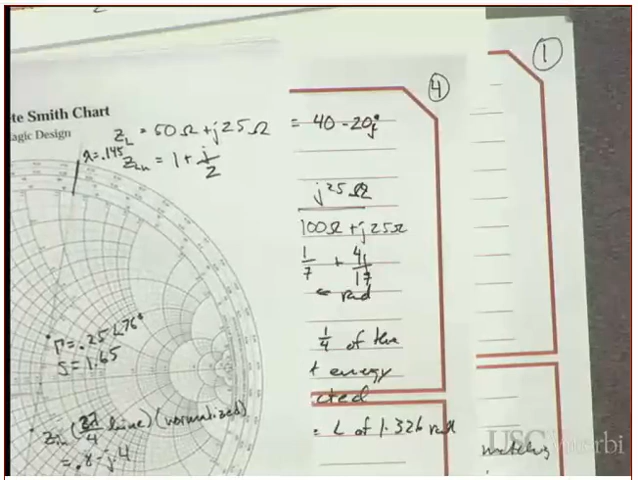 te Smith Chart
agic Design
Z_L = 50Ω + j25Ω = 40 - 20j
λ = .145 Z_Ln = 1 + j/2
Γ = .25∠76°
S = 1.65
Zin (3λ/4 line) (normalized)
= .8 - j.4
4
j25Ω
100Ω + j25Ω
1/7 + 4j/17
← rad
1/4 of the
t energy
cted
= ∠ of 1.326 rad
1
matching
USC